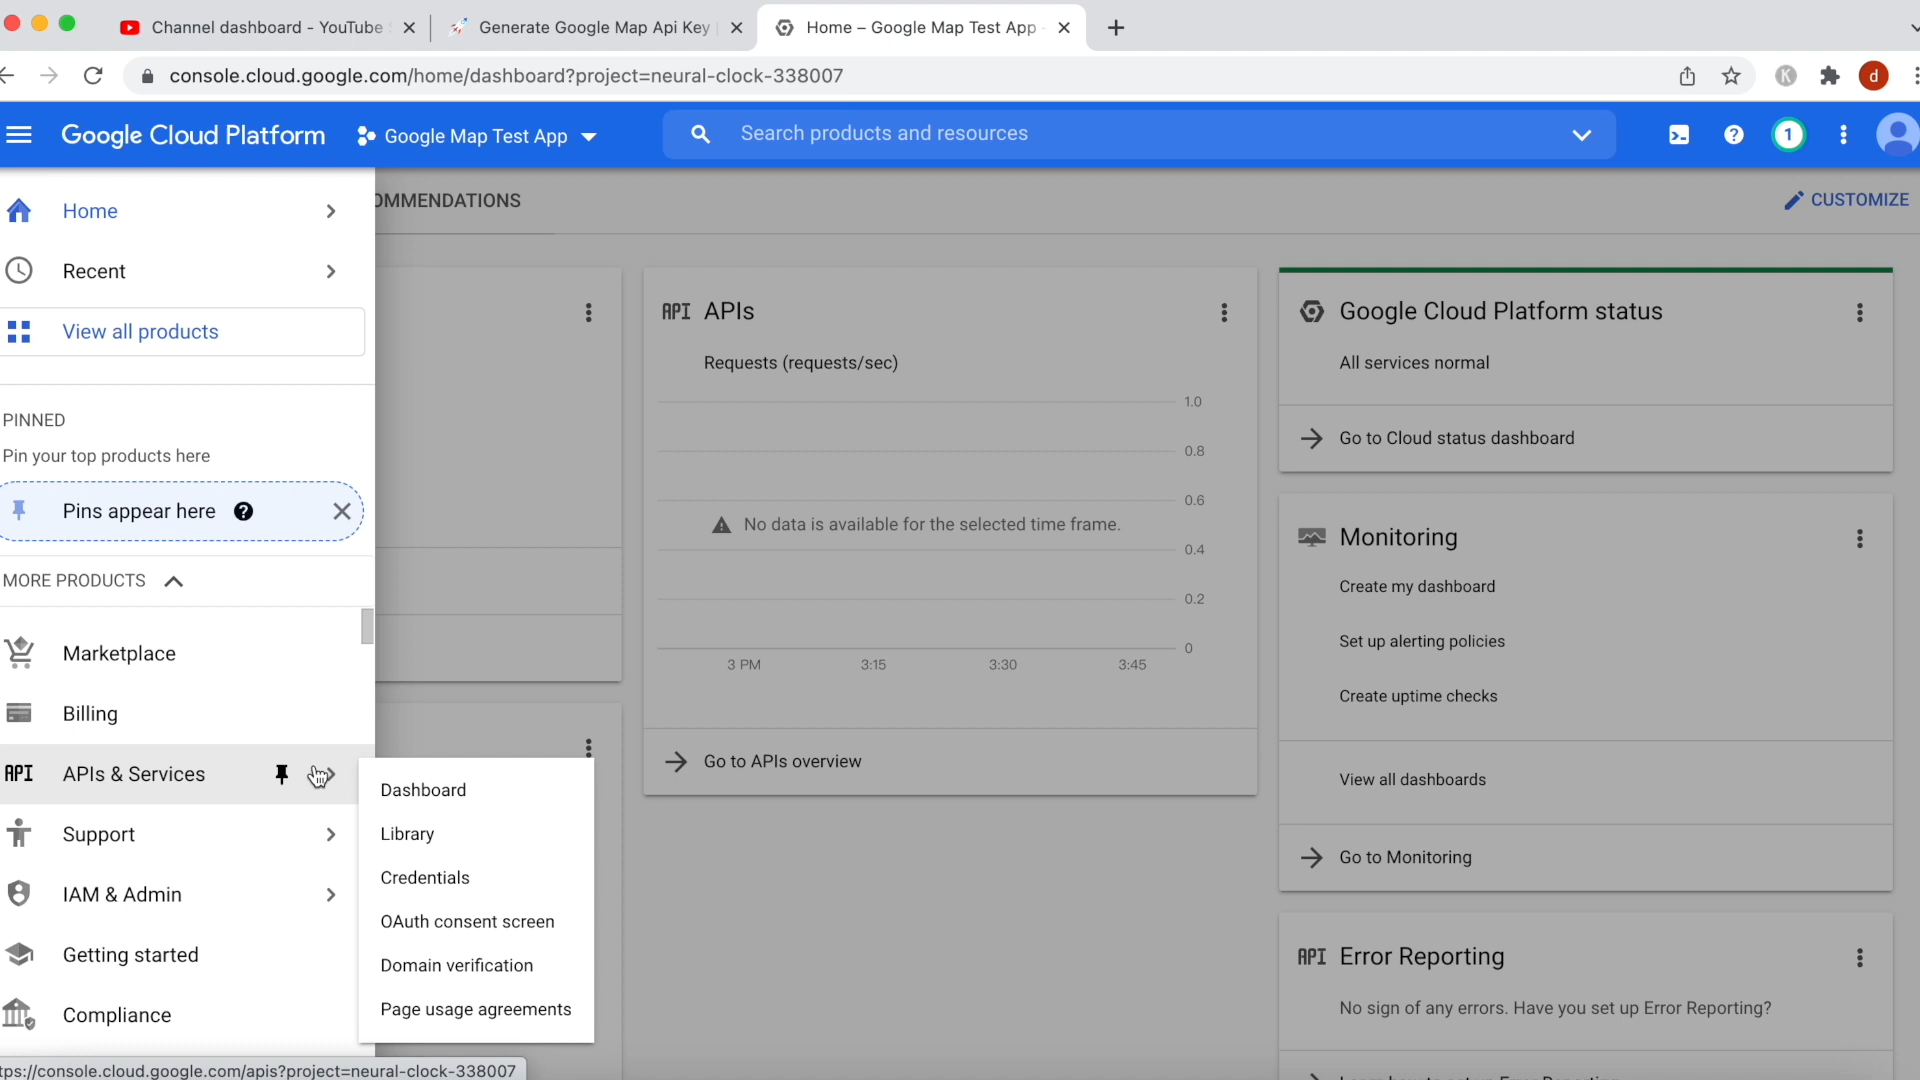 Channel dashboard - YouTube S
Generate Google Map Api Key |
Home – Google Map Test App -
console.cloud.google.com/home/dashboard?project=neural-clock-338007
K
d
Google Cloud Platform
Google Map Test App
Search products and resources
1
Home
Recent
View all products
PINNED
Pin your top products here
Pins appear here
MORE PRODUCTS
Marketplace
Billing
API APIs & Services
Support
IAM & Admin
Getting started
Compliance
Dashboard
Library
Credentials
OAuth consent screen
Domain verification
Page usage agreements
tps://console.cloud.google.com/apis?project=neural-clock-338007
OMMENDATIONS
CUSTOMIZE
API APIs
Requests (requests/sec)
1.0
0.8
0.6
No data is available for the selected time frame.
0.4
0.2
0
3 PM 3:15 3:30 3:45
Go to APIs overview
Google Cloud Platform status
All services normal
Go to Cloud status dashboard
Monitoring
Create my dashboard
Set up alerting policies
Create uptime checks
View all dashboards
Go to Monitoring
API Error Reporting
No sign of any errors. Have you set up Error Reporting?